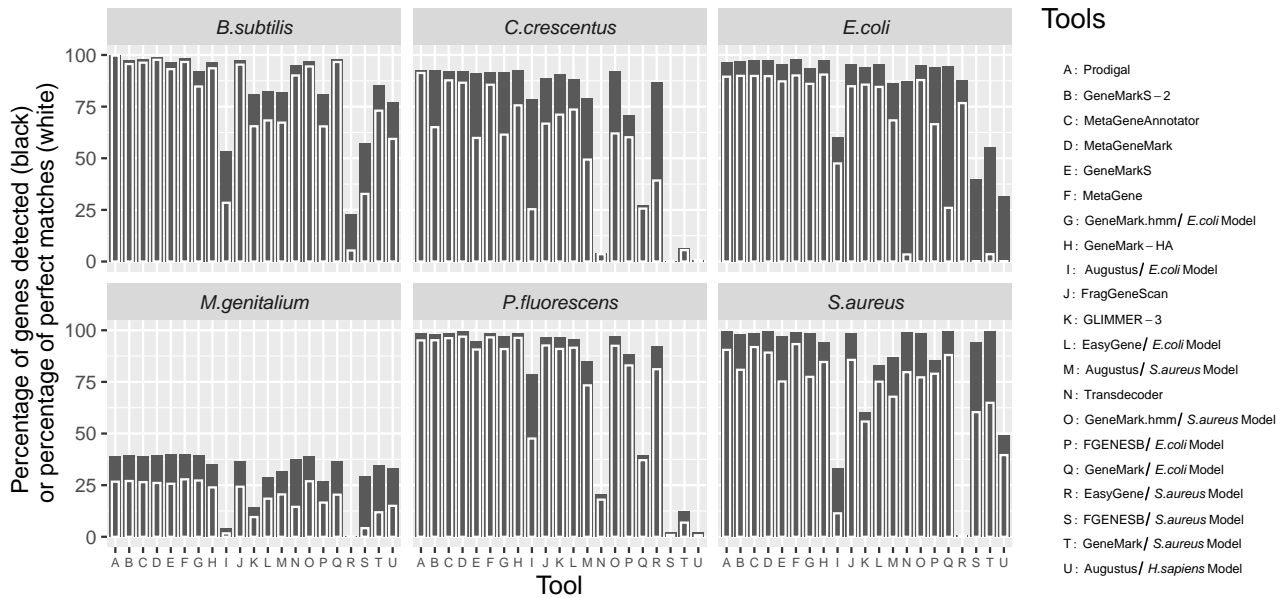 B.subtilis
C.crescentus
E.coli
M.genitalium
P.fluorescens
S.aureus
Percentage of genes detected (black)
or percentage of perfect matches (white)
100
75
50
25
0
100
75
50
25
0
A B C D E F G H I J K L M N O P Q R S T U
A B C D E F G H I J K L M N O P Q R S T U
A B C D E F G H I J K L M N O P Q R S T U
Tool
Tools
A : Prodigal
B : GeneMarkS−2
C : MetaGeneAnnotator
D : MetaGeneMark
E : GeneMarkS
F : MetaGene
G : GeneMark.hmm/ E.coli Model
H : GeneMark−HA
I : Augustus/ E.coli Model
J : FragGeneScan
K : GLIMMER−3
L : EasyGene/ E.coli Model
M : Augustus/ S.aureus Model
N : Transdecoder
O : GeneMark.hmm/ S.aureus Model
P : FGENESB/ E.coli Model
Q : GeneMark/ E.coli Model
R : EasyGene/ S.aureus Model
S : FGENESB/ S.aureus Model
T : GeneMark/ S.aureus Model
U : Augustus/ H.sapiens Model